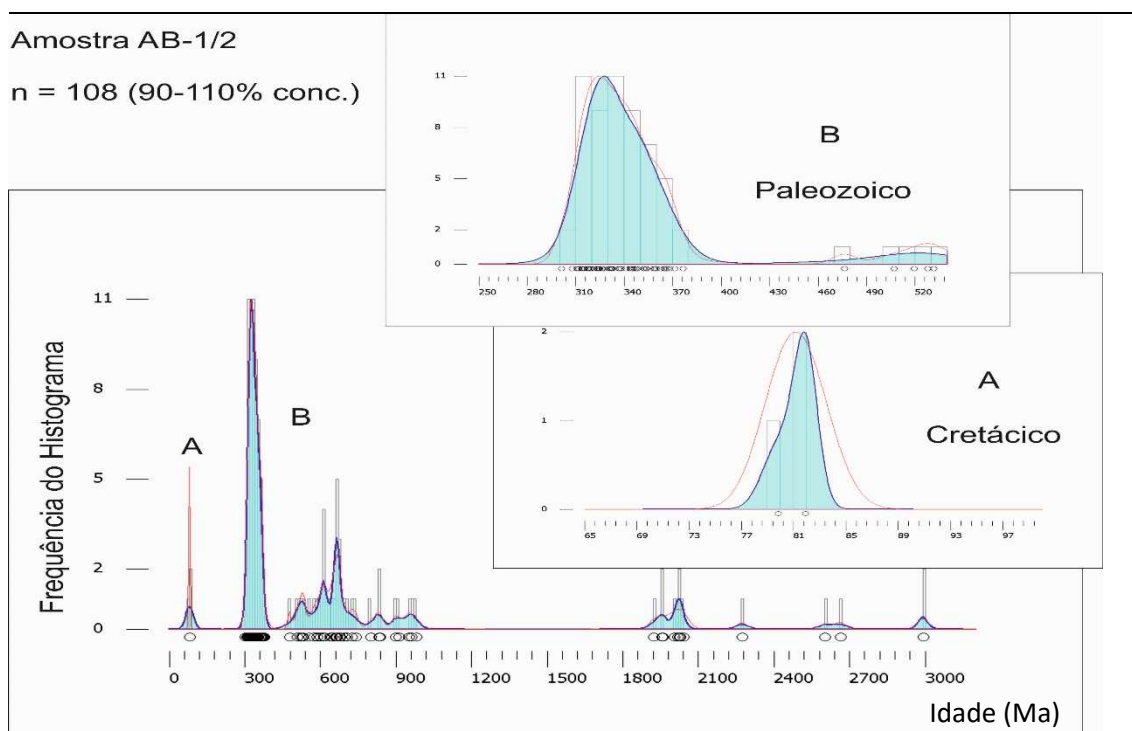 Amostra AB-1/2
n = 108 (90-110% conc.)
11
8
5
2
0
B
Paleozoico
250 280 310 340 370 400 430 460 490 520
2
1
0
A
Cretácico
65 69 73 77 81 85 89 93 97
Frequência do Histograma
11
8
5
2
0
A
B
0 300 600 900 1200 1500 1800 2100 2400 2700 3000
Idade (Ma)